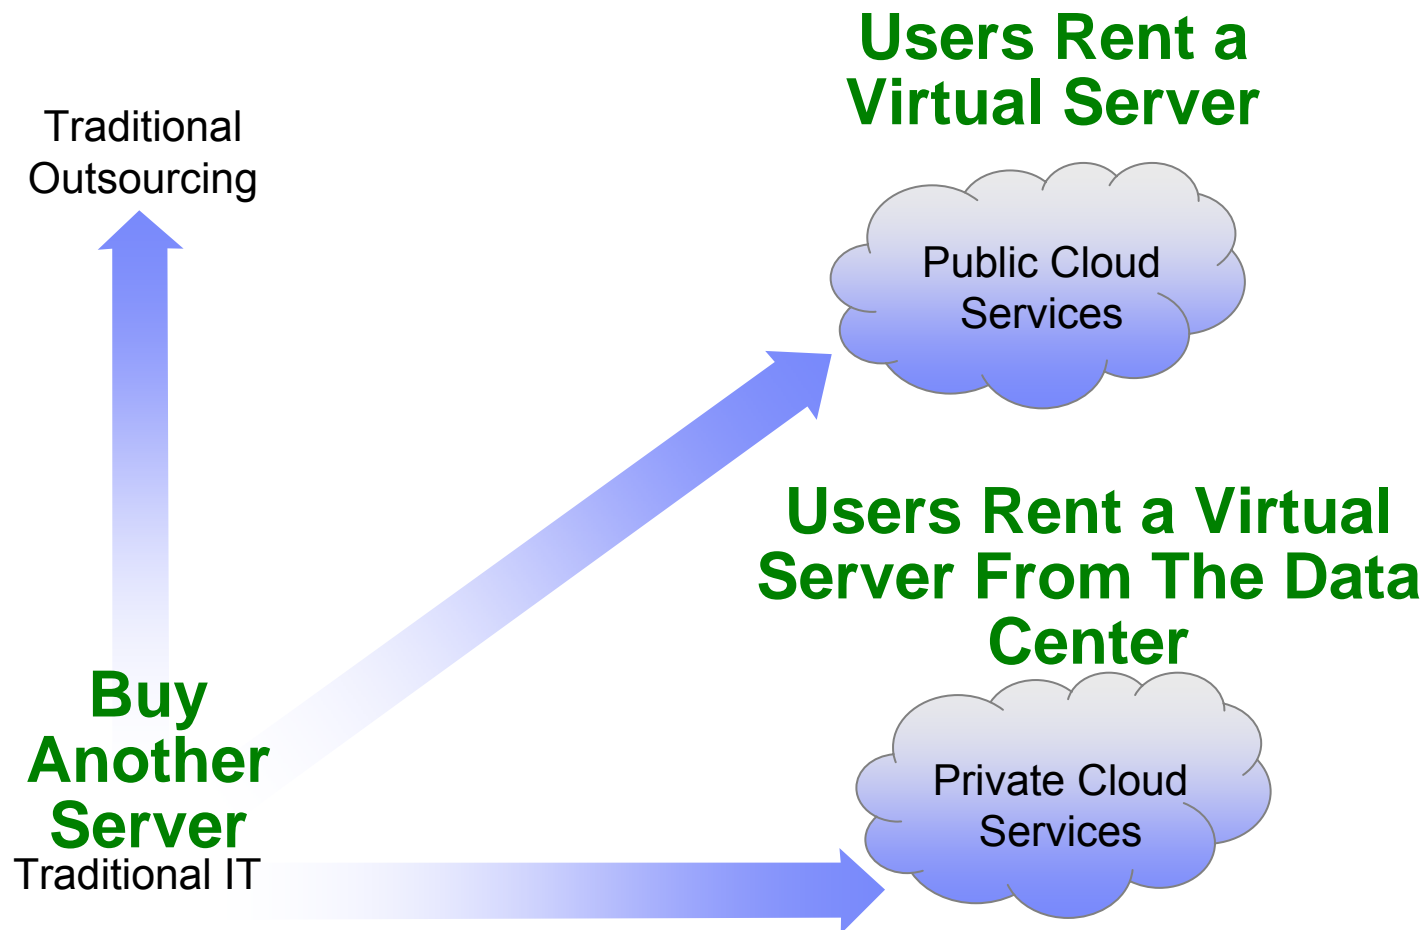 Users Rent a
Virtual Server
Traditional
Outsourcing
Public Cloud
Services
Users Rent a Virtual
Server From The Data
Center
Buy
Another
Server
Traditional IT
Private Cloud
Services